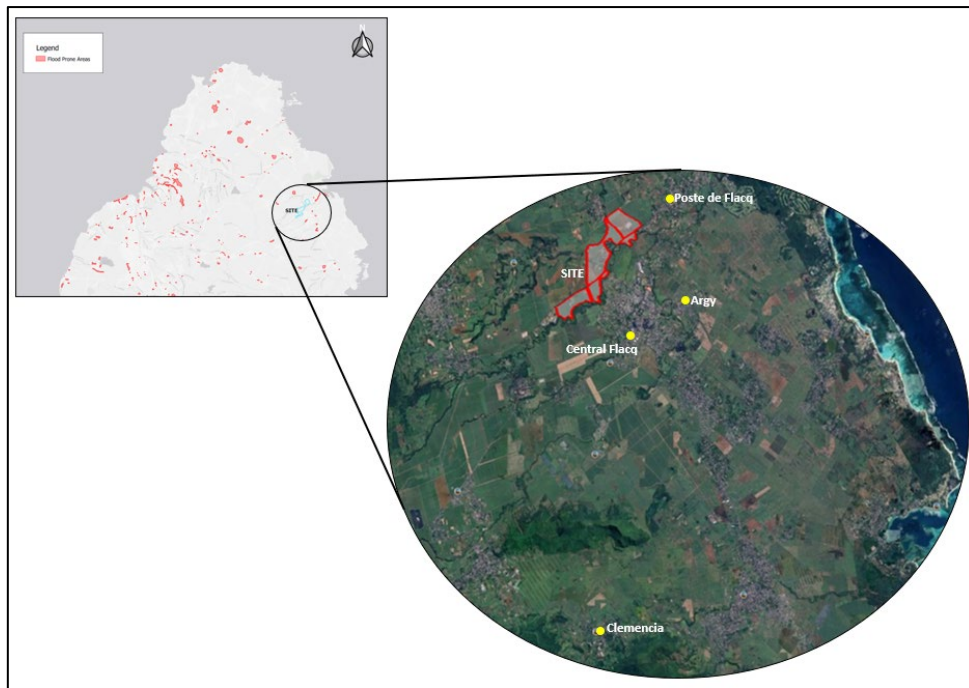 N
Legend
Flood Prone Areas
SITE
Poste de Flacq
SITE
Argy
Central Flacq
Clemencia